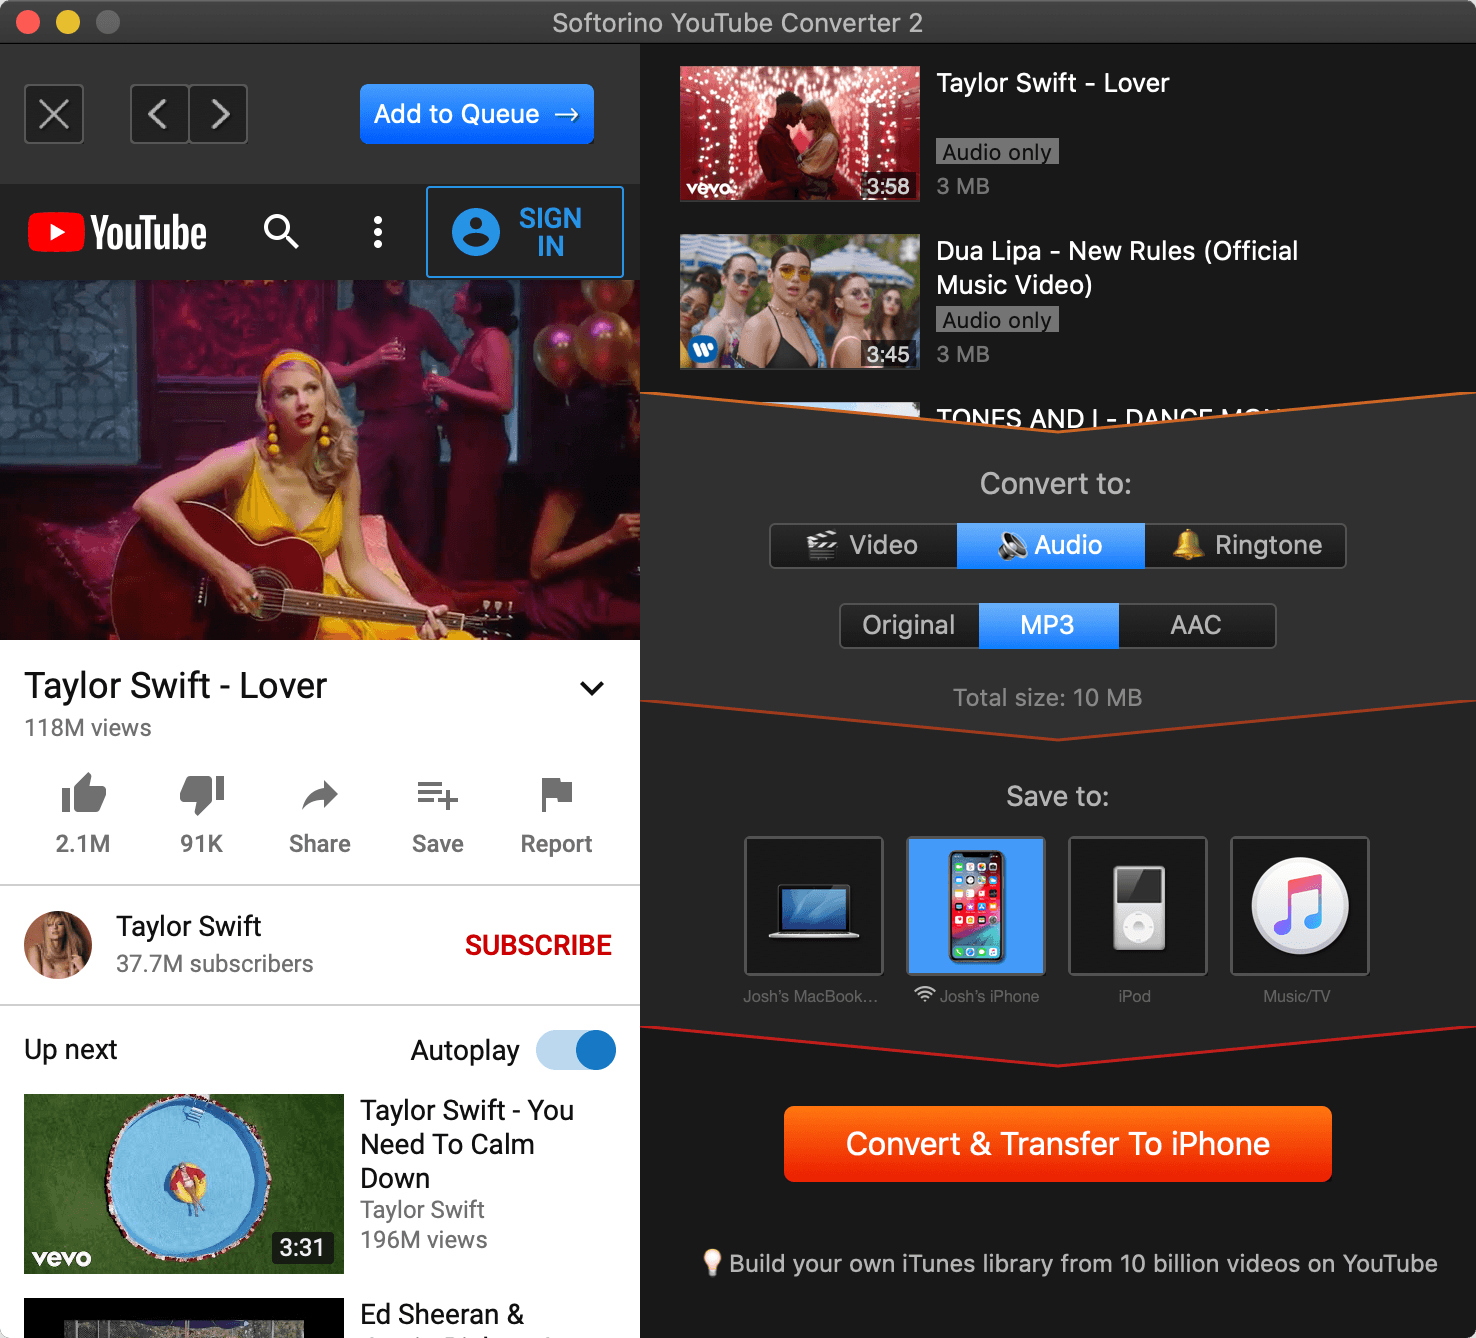 Softorino YouTube Converter 2
Add to Queue →
YouTube
SIGN
IN
Taylor Swift - Lover
118M views
2.1M
91K
Share
Save
Report
Taylor Swift
37.7M subscribers
SUBSCRIBE
Up next
Autoplay
vevo
3:31
Taylor Swift - You
Need To Calm
Down
Taylor Swift
196M views
Ed Sheeran &
vevo
3:58
Taylor Swift - Lover
Audio only
3 MB
3:45
Dua Lipa - New Rules (Official
Music Video)
Audio only
3 MB
TONES AND I - DANCE
Convert to:
Video
Audio
Ringtone
Original
MP3
AAC
Total size: 10 MB
Save to:
Josh's MacBook...
Josh's iPhone
iPod
Music/TV
Convert & Transfer To iPhone
Build your own iTunes library from 10 billion videos on YouTube